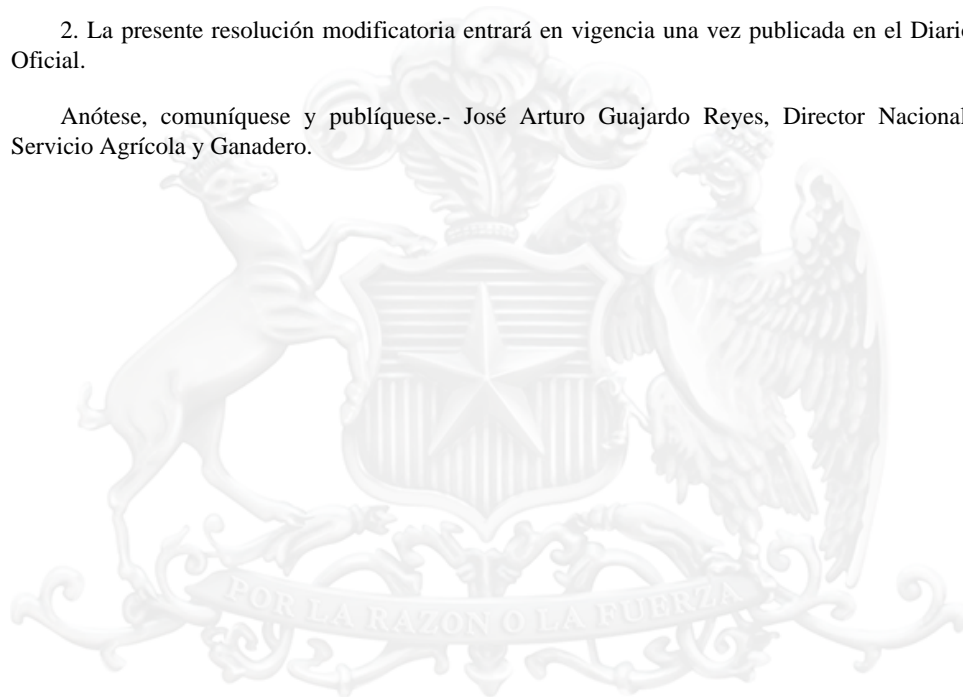 2. La presente resolución modificatoria entrará en vigencia una vez publicada en el Diario
Oficial.
Anótese, comuníquese y publíquese.- José Arturo Guajardo Reyes, Director Nacional
Servicio Agrícola y Ganadero.
POR LA RAZON O LA FUERZA